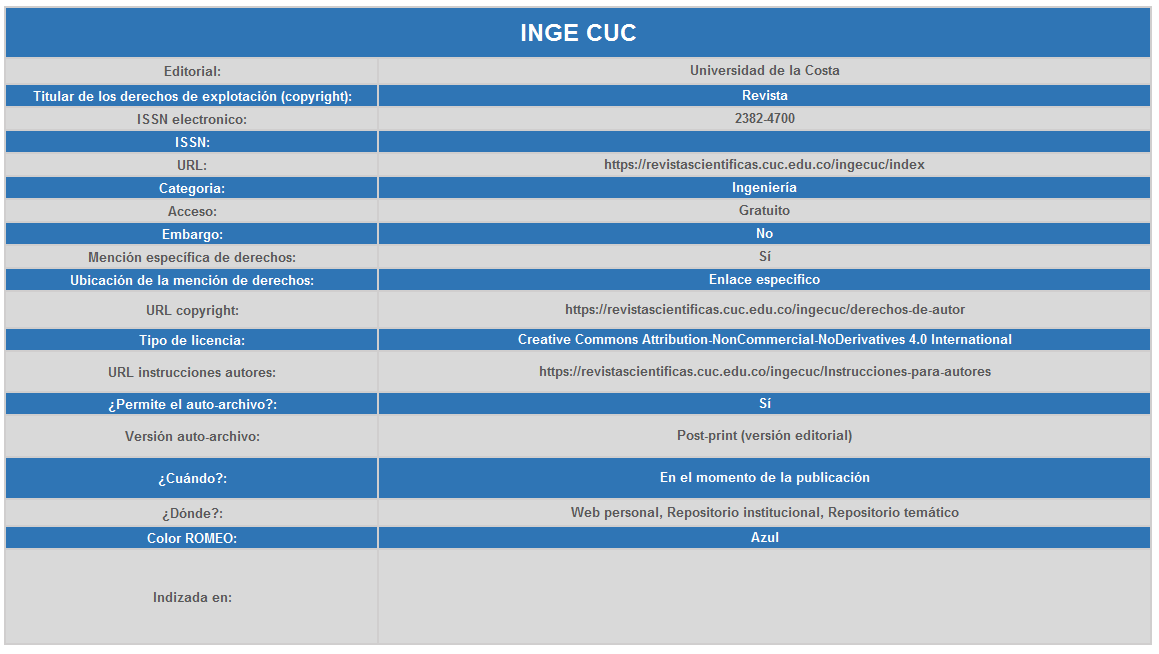 INGE CUC
Editorial: Universidad de la Costa
Titular de los derechos de explotación (copyright): Revista
ISSN electronico: 2382-4700
ISSN:
URL: https://revistascientificas.cuc.edu.co/ingecuc/index
Categoria: Ingeniería
Acceso: Gratuito
Embargo: No
Mención específica de derechos: Sí
Ubicación de la mención de derechos: Enlace especifico
URL copyright: https://revistascientificas.cuc.edu.co/ingecuc/derechos-de-autor
Tipo de licencia: Creative Commons Attribution-NonCommercial-NoDerivatives 4.0 International
URL instrucciones autores: https://revistascientificas.cuc.edu.co/ingecuc/Instrucciones-para-autores
¿Permite el auto-archivo?: Sí
Versión auto-archivo: Post-print (versión editorial)
¿Cuándo?: En el momento de la publicación
¿Dónde?: Web personal, Repositorio institucional, Repositorio temático
Color ROMEO: Azul
Indizada en: